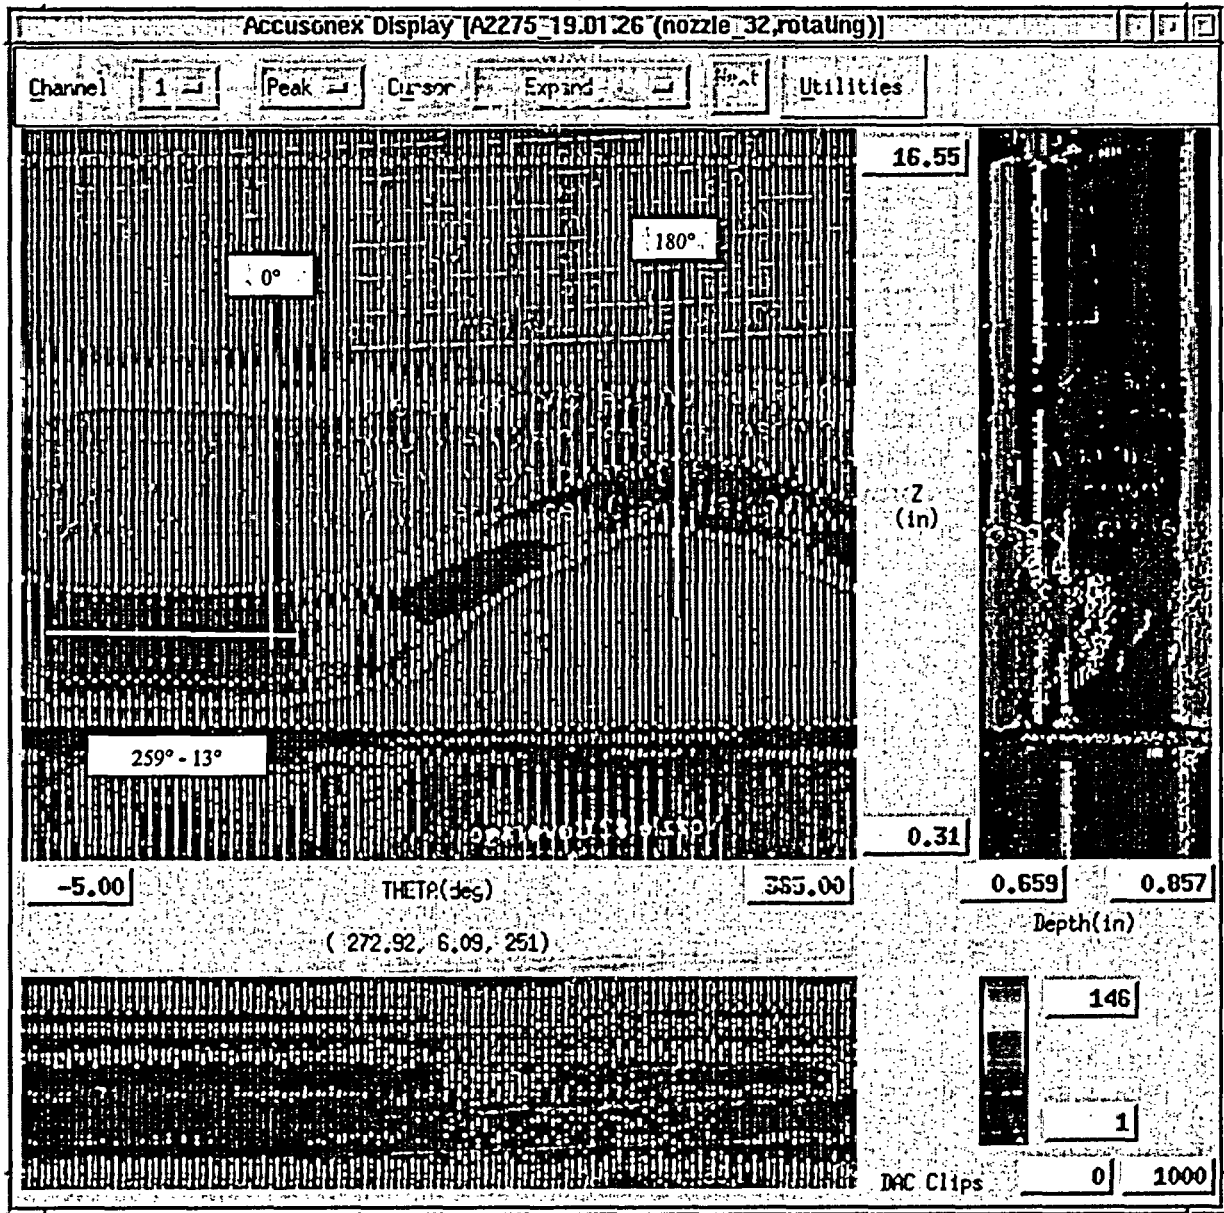 Accusonex Display [A2275_19.01.26 (nozzle_32,rotating)]
Channel 1 Peak Cursor Expand Utilities
16.55
180°
0°
Z
(in)
259° - 13°
0.31
-5.00 THETA(deg) 365.00 0.659 0.857
Depth(in)
( 272.92, 6.09, 251)
146
1
DAC Clips 0 1000